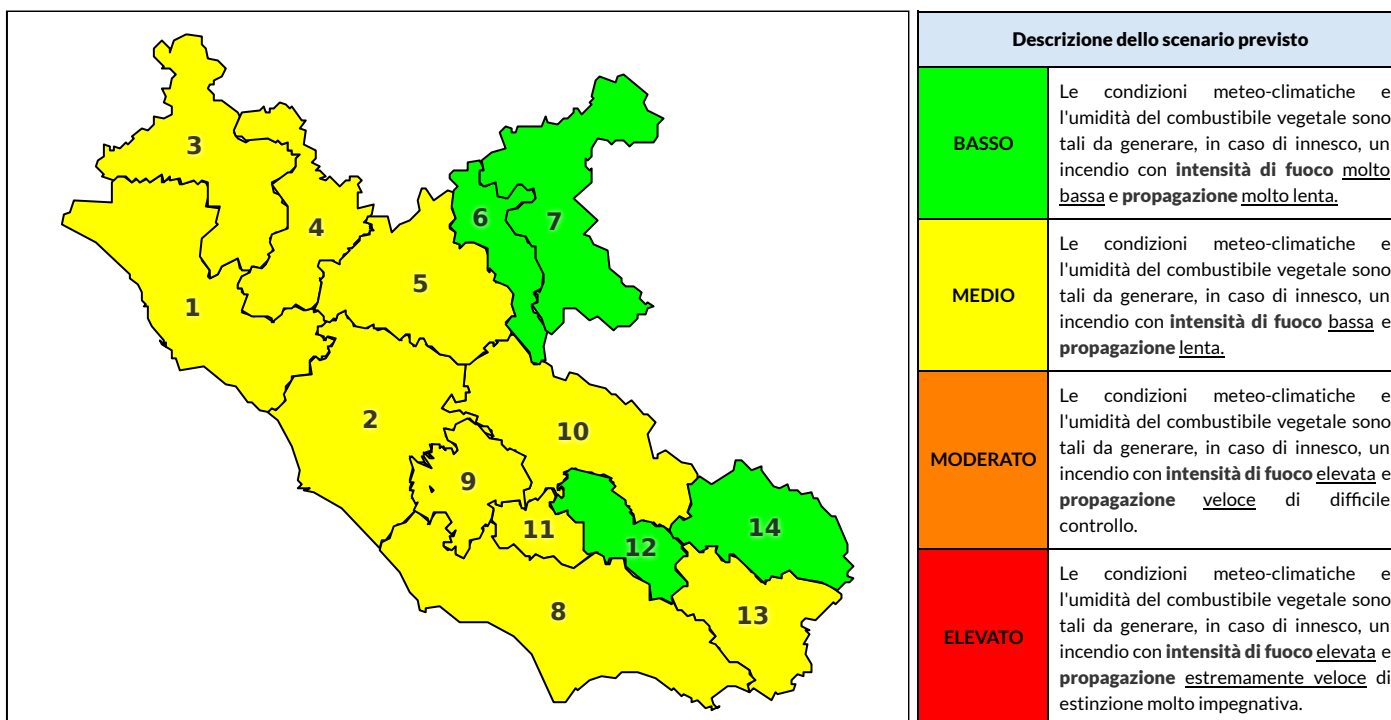 3
4
6
7
5
1
2
10
9
11
12
14
8
13
Descrizione dello scenario previsto
BASSO
Le condizioni meteo-climatiche e
l'umidità del combustibile vegetale sono
tali da generare, in caso di innesco, un
incendio con intensità di fuoco molto
bassa e propagazione molto lenta.
MEDIO
Le condizioni meteo-climatiche e
l'umidità del combustibile vegetale sono
tali da generare, in caso di innesco, un
incendio con intensità di fuoco bassa e
propagazione lenta.
MODERATO
Le condizioni meteo-climatiche e
l'umidità del combustibile vegetale sono
tali da generare, in caso di innesco, un
incendio con intensità di fuoco elevata e
propagazione veloce di difficile
controllo.
ELEVATO
Le condizioni meteo-climatiche e
l'umidità del combustibile vegetale sono
tali da generare, in caso di innesco, un
incendio con intensità di fuoco elevata e
propagazione estremamente veloce di
estinzione molto impegnativa.